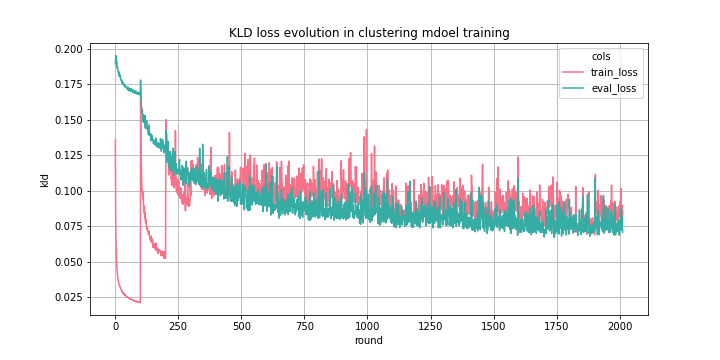 KLD loss evolution in clustering mdoel training
0.200
0.175
0.150
0.125
0.100
0.075
0.050
0.025
kld
cols
train_loss
eval_loss
0 250 500 750 1000 1250 1500 1750 2000
round